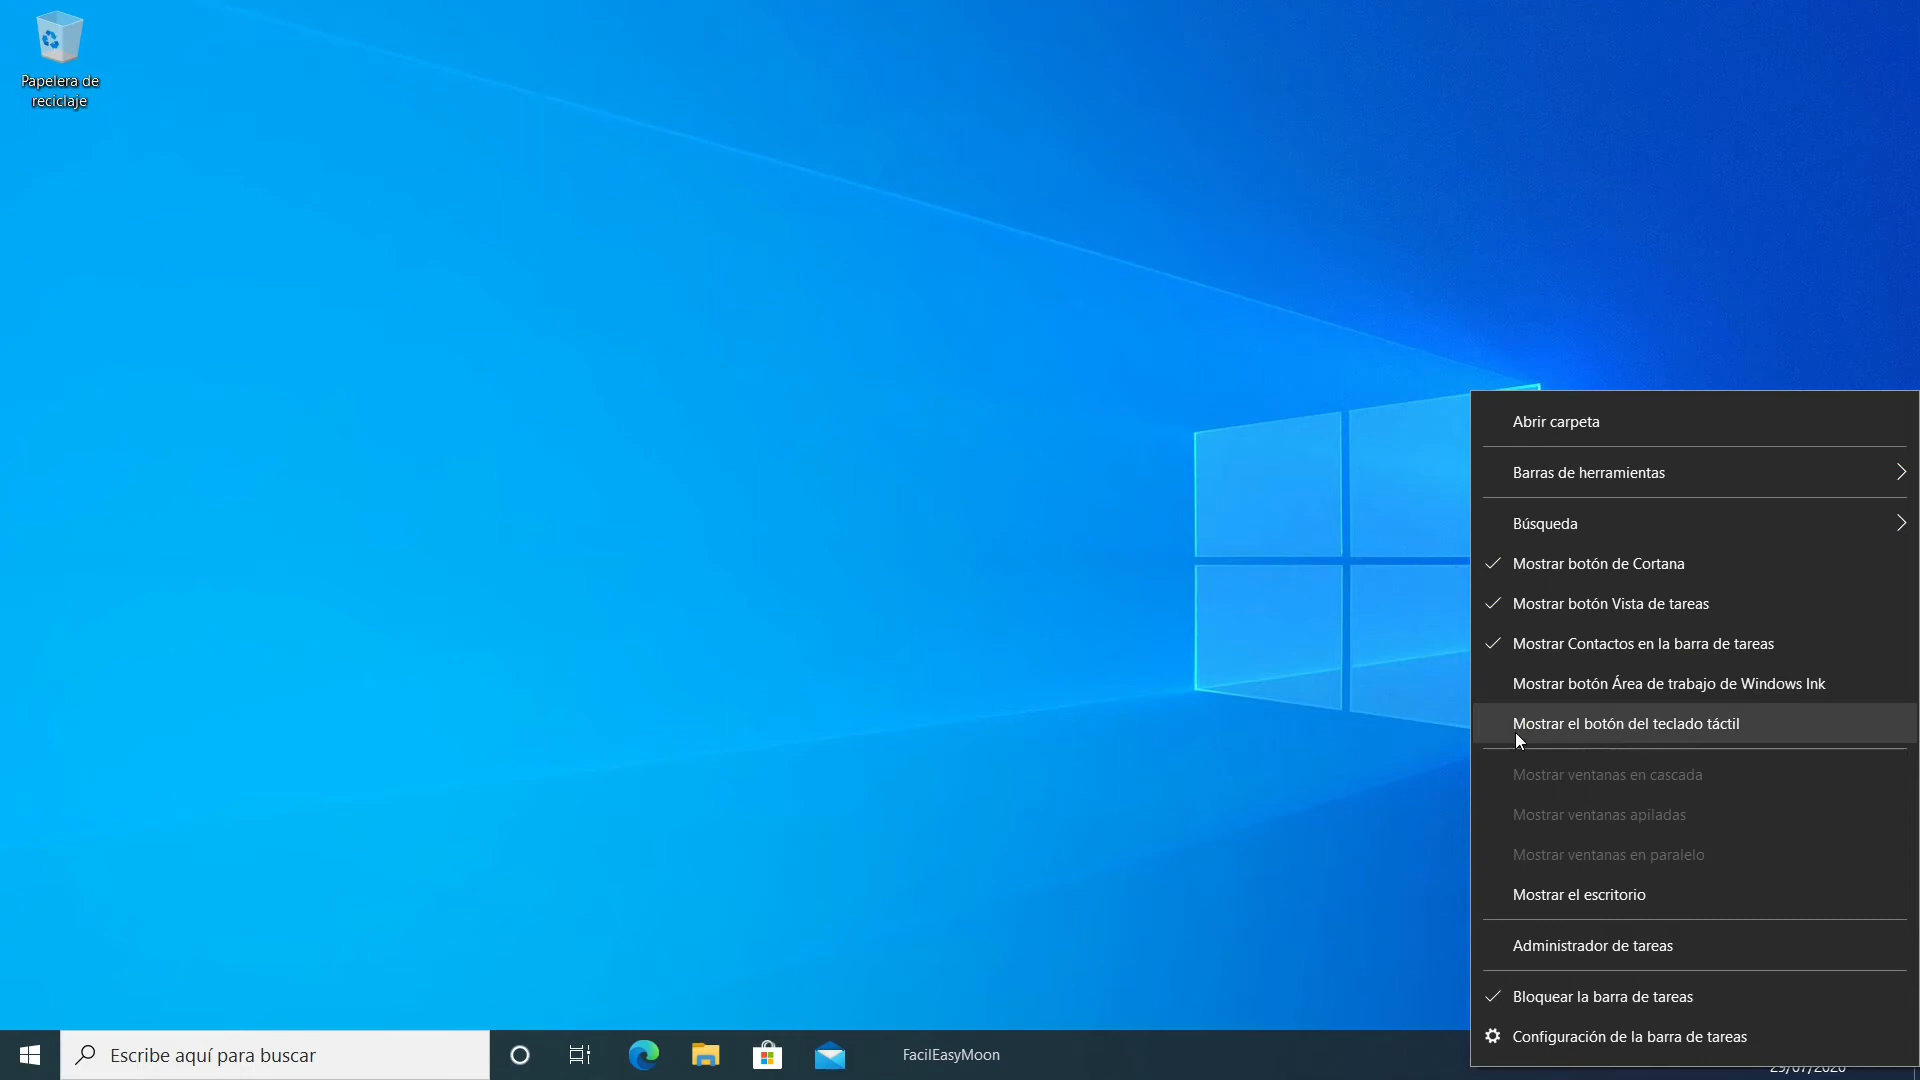 Papelera de
reciclaje
Abrir carpeta
Barras de herramientas
Búsqueda
Mostrar botón de Cortana
Mostrar botón Vista de tareas
Mostrar Contactos en la barra de tareas
Mostrar botón Área de trabajo de Windows Ink
Mostrar el botón del teclado táctil
Mostrar ventanas en cascada
Mostrar ventanas apiladas
Mostrar ventanas en paralelo
Mostrar el escritorio
Administrador de tareas
Bloquear la barra de tareas
Configuración de la barra de tareas
Escribe aquí para buscar
FacilEasyMoon
29/07/2020